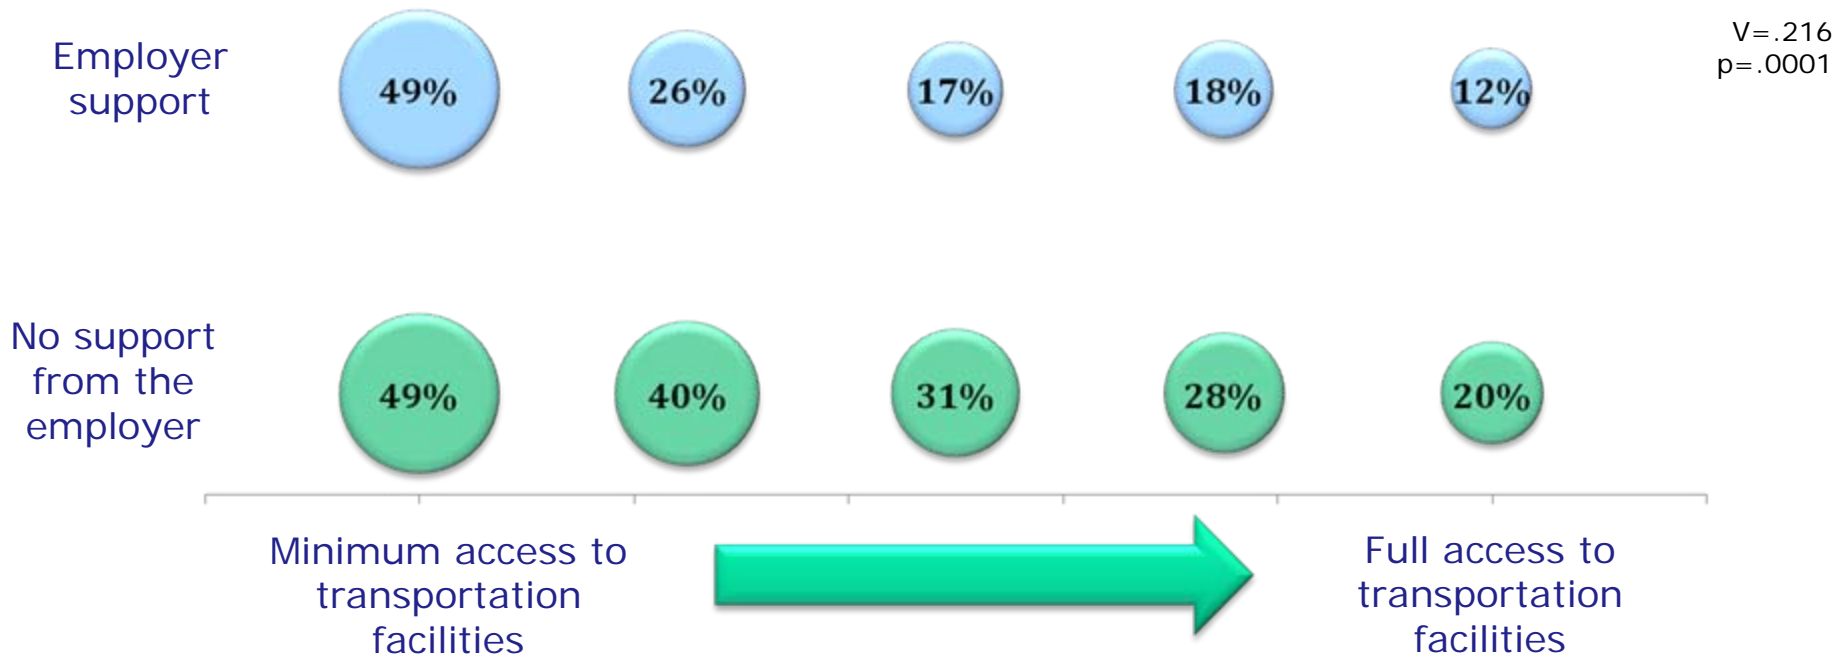 Employer
support
49%
26%
17%
18%
12%
V=.216
p=.0001
No support
from the
employer
49%
40%
31%
28%
20%
Minimum access to
transportation
facilities
Full access to
transportation
facilities